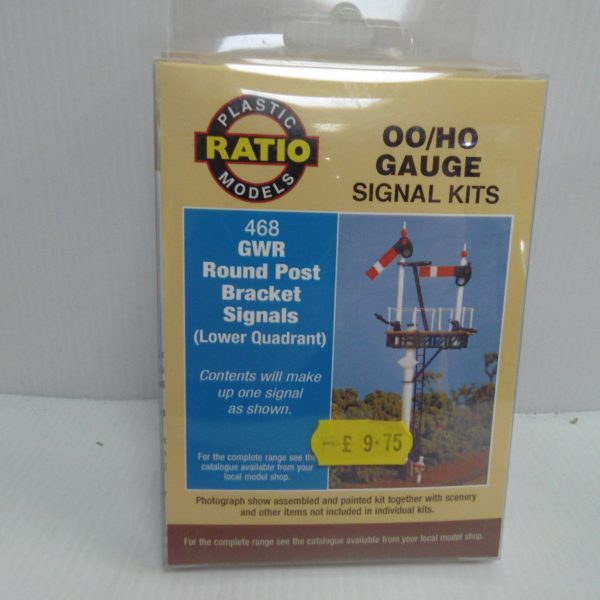 PLASTIC
RATIO
MODELS
OO/HO
GAUGE
SIGNAL KITS
468
GWR
Round Post
Bracket
Signals
(Lower Quadrant)
Contents will make
up one signal
as shown.
For the complete range see the
catalogue available from your
local model shop.
£ 9·75
Photograph show assembled and painted kit together with scenery
and other items not included in individual kits.
For the complete range see the catalogue available from your local model shop.